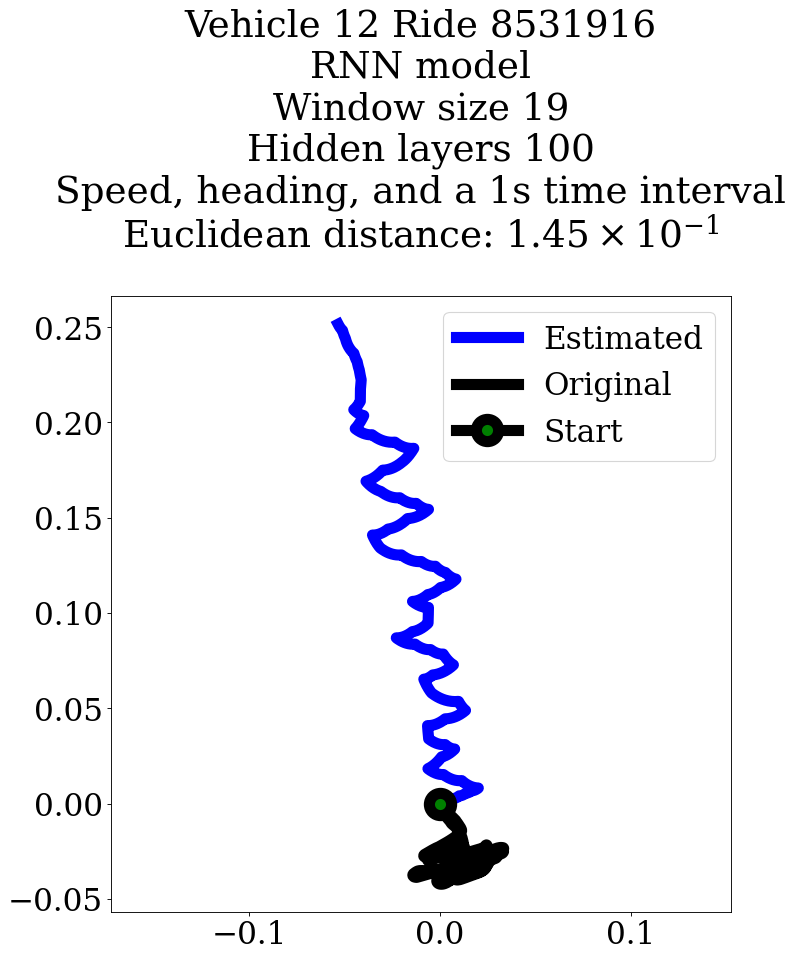 Vehicle 12 Ride 8531916
RNN model
Window size 19
Hidden layers 100
Speed, heading, and a 1s time interval
Euclidean distance: 1.45 × 10⁻¹
Estimated
Original
Start
0.25
0.20
0.15
0.10
0.05
0.00
−0.05
−0.1
0.0
0.1